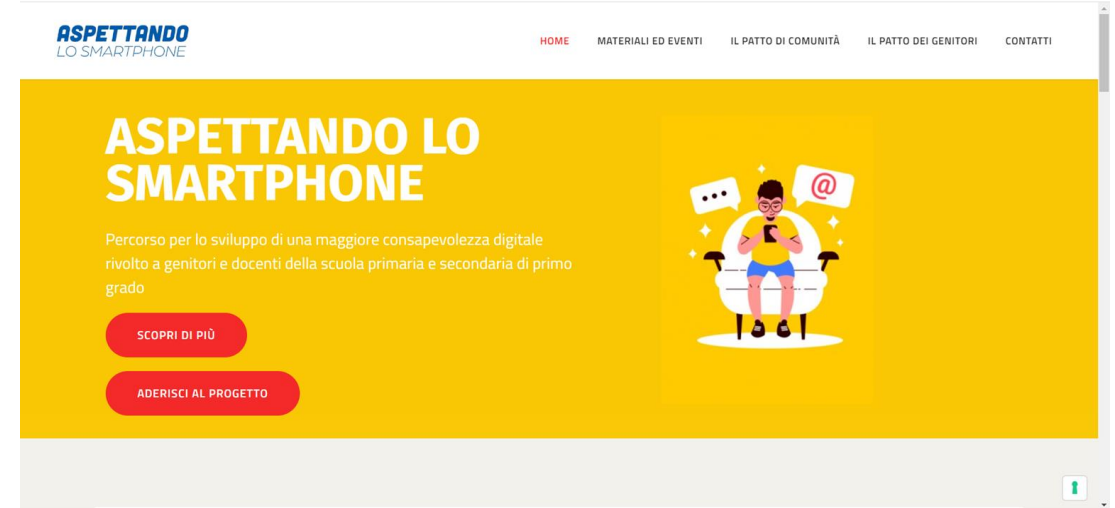 ASPETTANDO
LO SMARTPHONE
HOME
MATERIALI ED EVENTI
IL PATTO DI COMUNITÀ
IL PATTO DEI GENITORI
CONTATTI
ASPETTANDO LO
SMARTPHONE
Percorso per lo sviluppo di una maggiore consapevolezza digitale
rivolto a genitori e docenti della scuola primaria e secondaria di primo
grado
@
SCOPRI DI PIÙ
ADERISCI AL PROGETTO